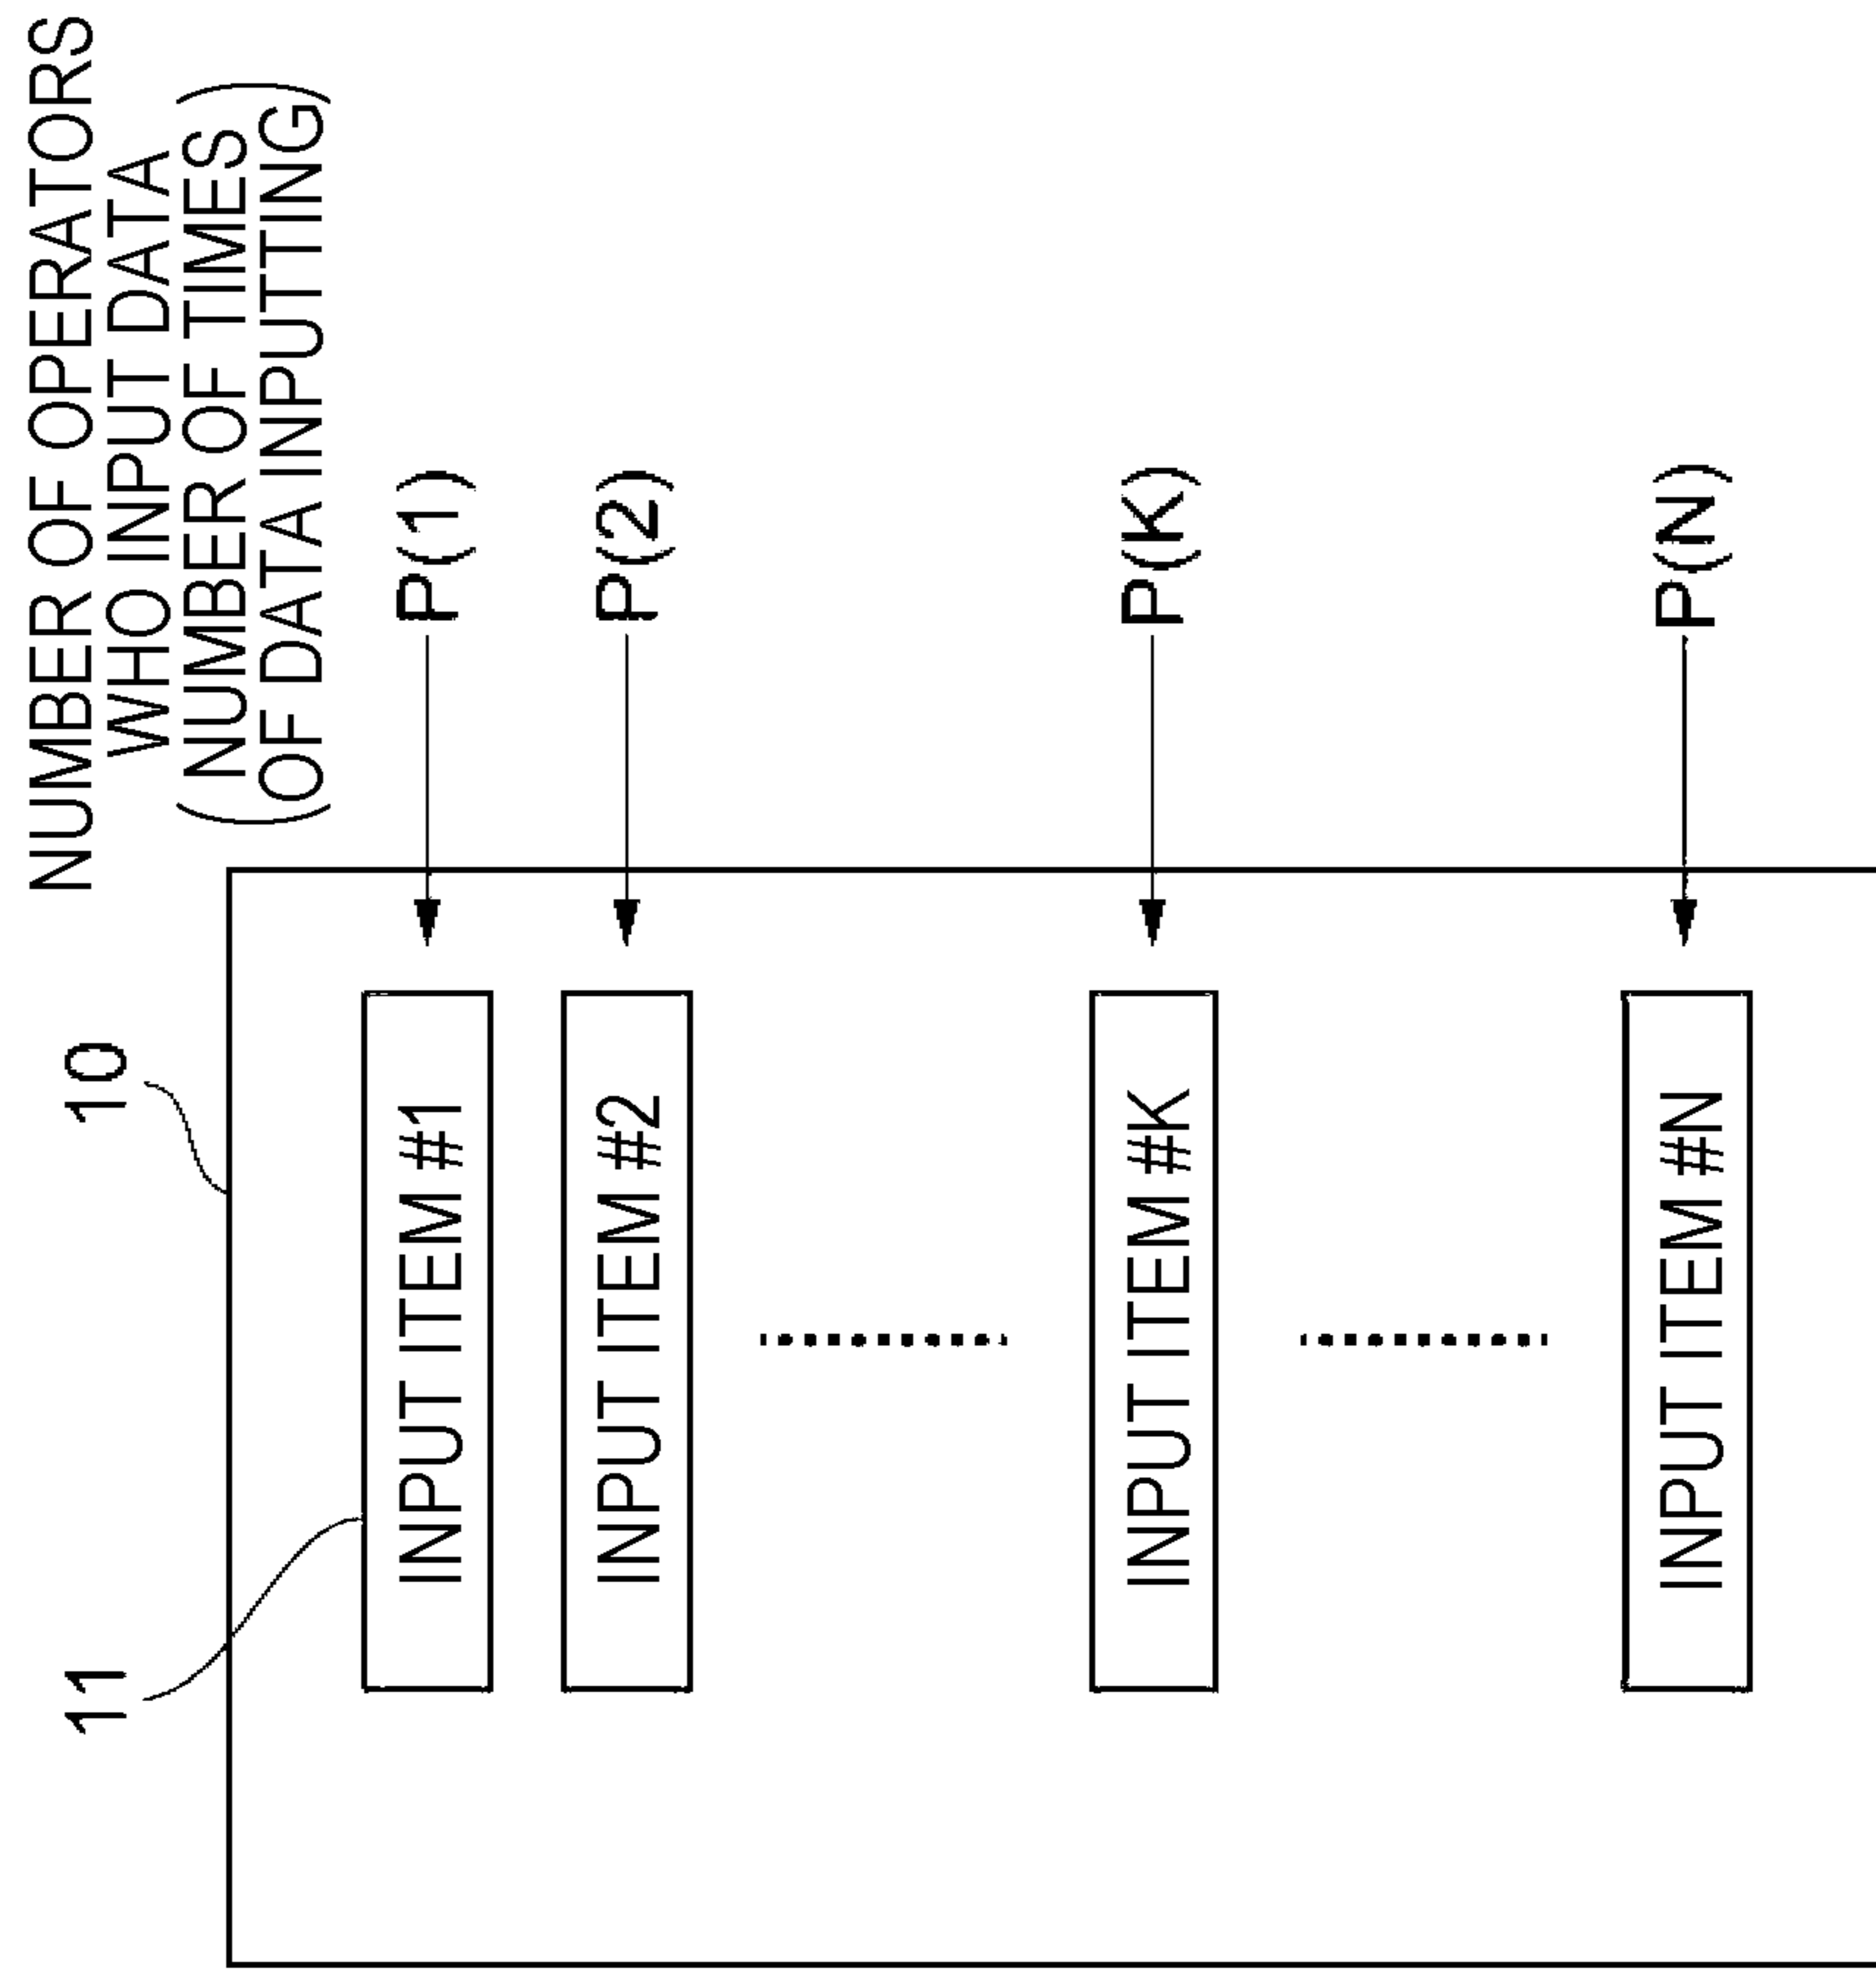 NUMBER OF OPERATORS
WHO INPUT DATA
(NUMBER OF TIMES
OF DATA INPUTTING)
10
11
INPUT ITEM #1
P(1)
INPUT ITEM #2
P(2)
INPUT ITEM #K
P(K)
INPUT ITEM #N
P(N)